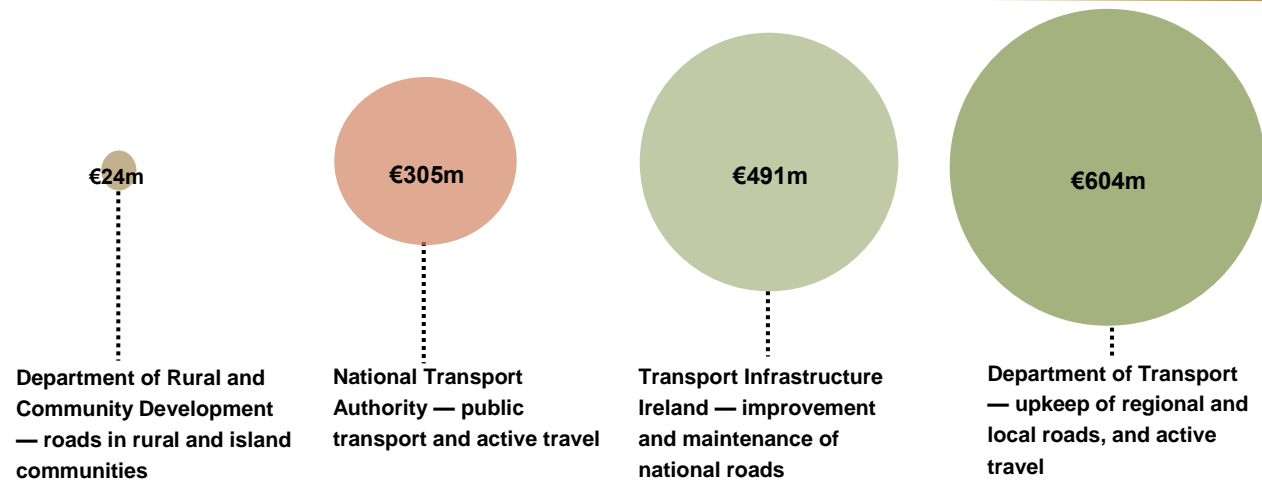 €24m
€305m
€491m
€604m
Department of Rural and
Community Development
— roads in rural and island
communities
National Transport
Authority — public
transport and active travel
Transport Infrastructure
Ireland — improvement
and maintenance of
national roads
Department of Transport
— upkeep of regional and
local roads, and active
travel